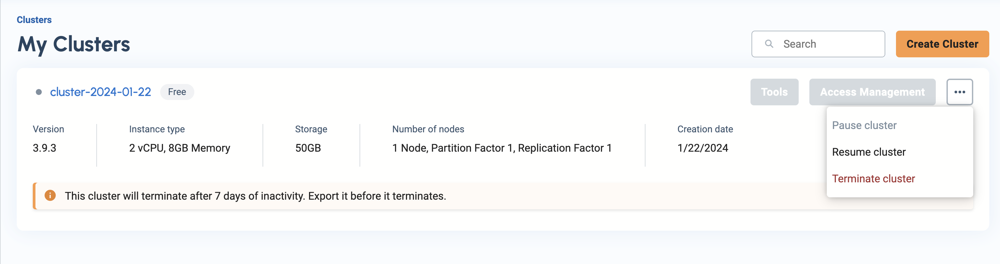 Clusters
My Clusters
Search
Create Cluster
cluster-2024-01-22
Free
Tools
Access Management
Version
3.9.3
Instance type
2 vCPU, 8GB Memory
Storage
50GB
Number of nodes
1 Node, Partition Factor 1, Replication Factor 1
Creation date
1/22/2024
Pause cluster
Resume cluster
Terminate cluster
This cluster will terminate after 7 days of inactivity. Export it before it terminates.